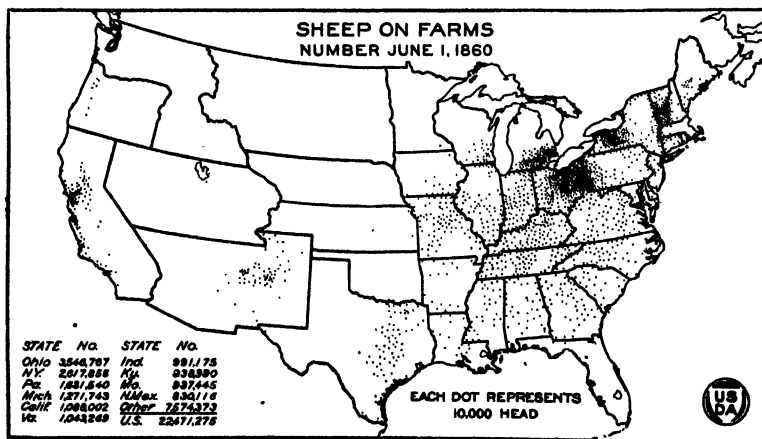 SHEEP ON FARMS
NUMBER JUNE 1, 1860
STATE No. STATE No.
Ohio 3,546,767 Ind. 991,175
N.Y. 2,617,855 Ky. 938,990
Pa. 1,631,540 Mo. 937,445
Mich. 1,271,743 N.Mex. 830,116
Calif. 1,088,002 Other 7,574,373
Va. 1,043,269 U.S. 22,471,275
EACH DOT REPRESENTS
10,000 HEAD
US
DA